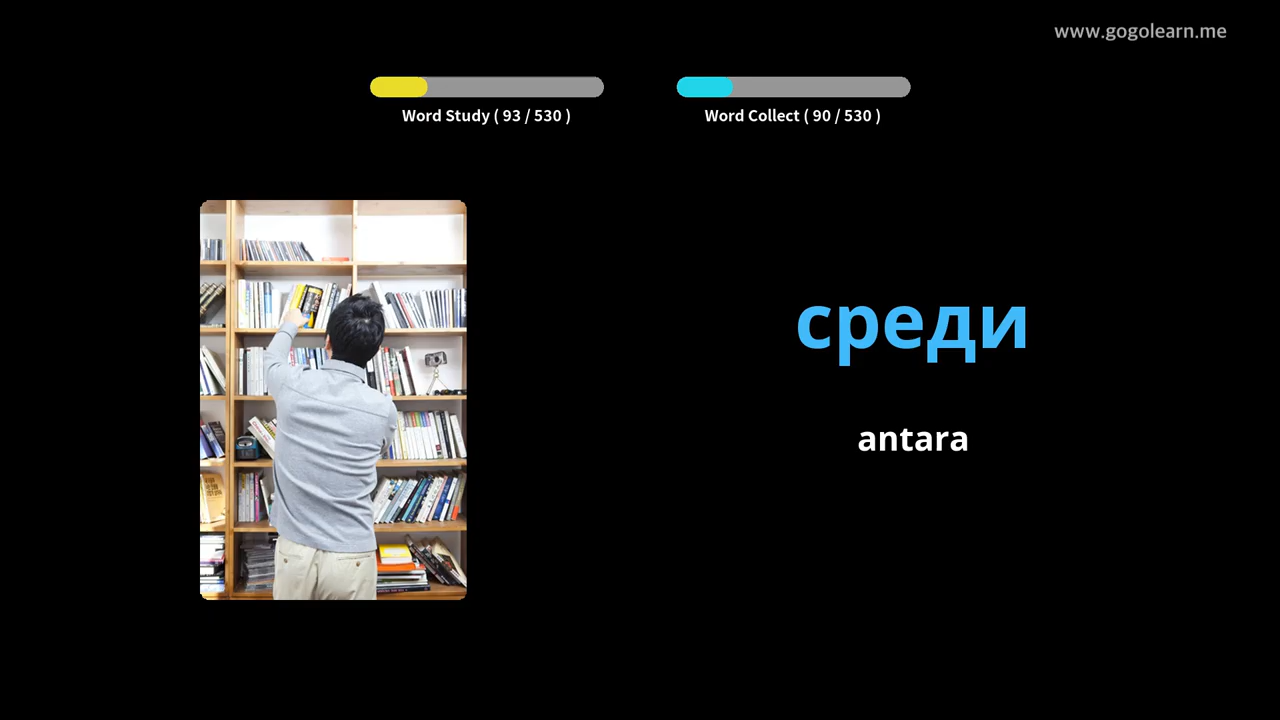 www.gogolearn.me
Word Study ( 93 / 530 )
Word Collect ( 90 / 530 )
среди
antara